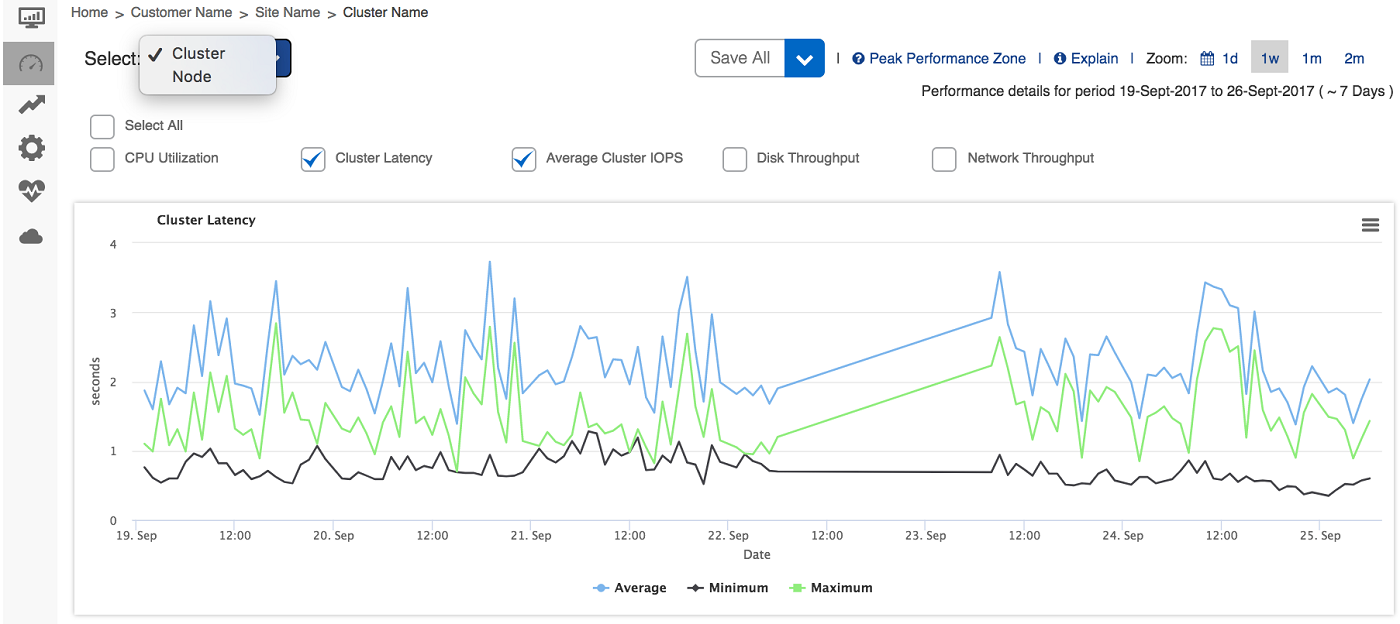 Home > Customer Name > Site Name > Cluster Name
Select: Cluster
Node
Save All | Peak Performance Zone | Explain | Zoom: 1d 1w 1m 2m
Performance details for period 19-Sept-2017 to 26-Sept-2017 ( ~ 7 Days )
Select All
CPU Utilization Cluster Latency Average Cluster IOPS Disk Throughput Network Throughput
Cluster Latency
4
3
2
1
0
seconds
19. Sep 12:00 20. Sep 12:00 21. Sep 12:00 22. Sep 12:00 23. Sep 12:00 24. Sep 12:00 25. Sep
Date
Average Minimum Maximum